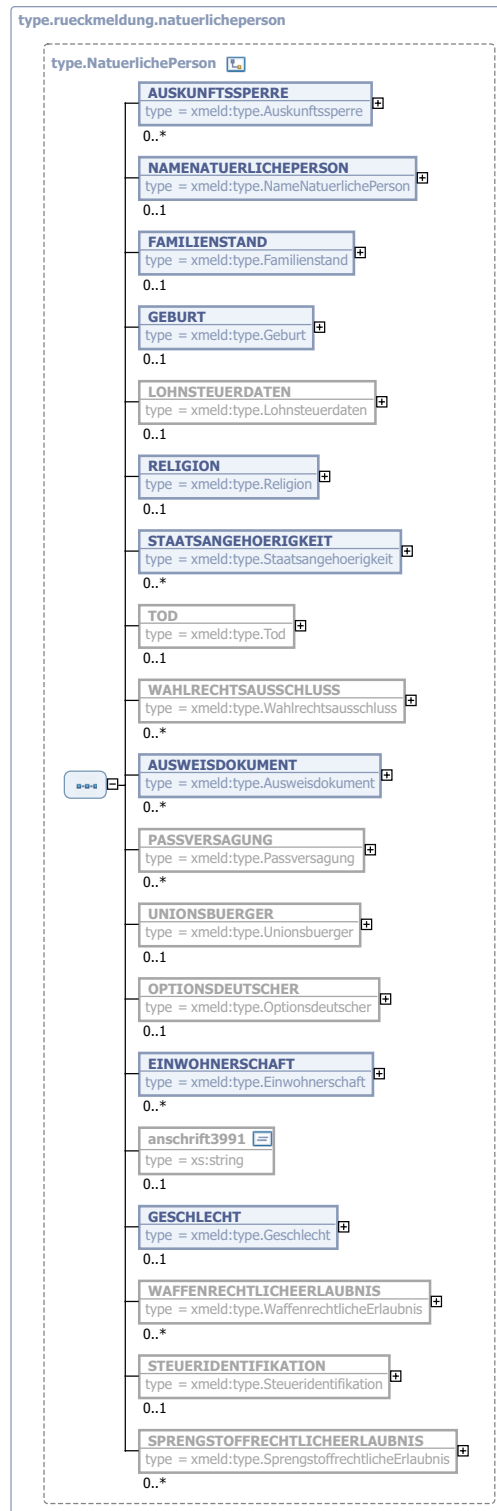 type.rueckmeldung.natuerlicheperson
type.NatuerlichePerson
AUSKUNFTSSPERRE
type = xmeld:type.Auskunftssperre
0..*
NAMENATUERLICHEPERSON
type = xmeld:type.NameNatuerlichePerson
0..1
FAMILIENSTAND
type = xmeld:type.Familienstand
0..1
GEBURT
type = xmeld:type.Geburt
0..1
LOHNSTEUERDATEN
type = xmeld:type.Lohnsteuerdaten
0..1
RELIGION
type = xmeld:type.Religion
0..1
STAATSANGEHOERIGKEIT
type = xmeld:type.Staatsangehoerigkeit
0..*
TOD
type = xmeld:type.Tod
0..1
WAHLRECHTSAUSSCHLUSS
type = xmeld:type.Wahlrechtsausschluss
0..*
AUSWEISDOKUMENT
type = xmeld:type.Ausweisdokument
0..*
PASSVERSAGUNG
type = xmeld:type.Passversagung
0..*
UNIONSBUERGER
type = xmeld:type.Unionsbuerger
0..1
OPTIONSDEUTSCHER
type = xmeld:type.Optionsdeutscher
0..1
EINWOHNERSCHAFT
type = xmeld:type.Einwohnerschaft
0..*
anschrift3991
type = xs:string
0..1
GESCHLECHT
type = xmeld:type.Geschlecht
0..1
WAFFENRECHTLICHEERLAUBNIS
type = xmeld:type.WaffenrechtlicheErlaubnis
0..*
STEUERIDENTIFIKATION
type = xmeld:type.Steueridentifikation
0..1
SPRENGSTOFFRECHTLICHEERLAUBNIS
type = xmeld:type.SprengstoffrechtlicheErlaubnis
0..*